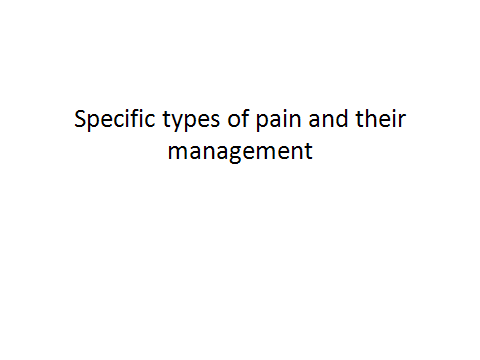 Specific types of pain and their
management